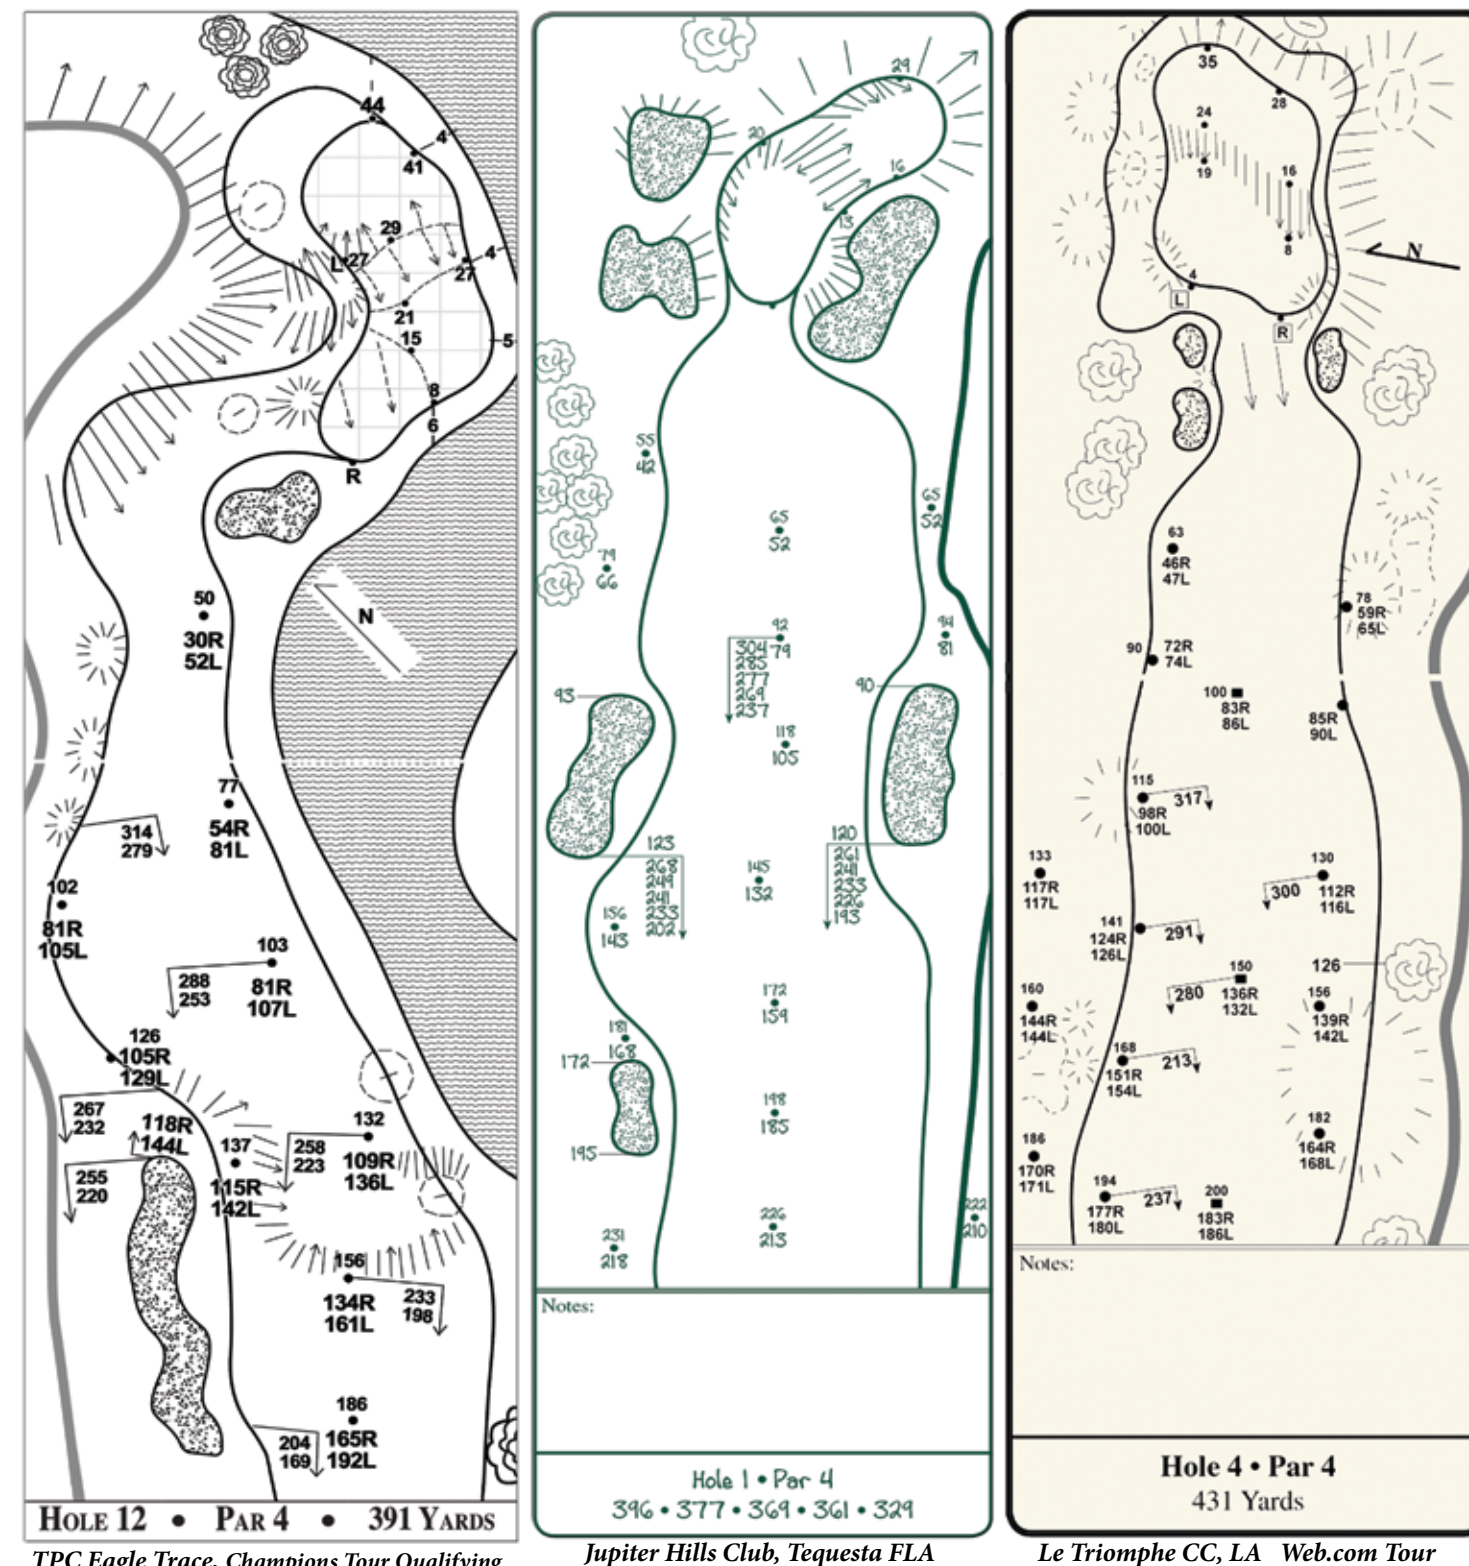 44
4
41
29
L 27
27
4
21
15
5
8
6
R
50
30R
52L
N
77
54R
81L
314
279
102
81R
105L
103
81R
107L
288
253
126
105R
129L
267
232
118R
144L
137
115R
142L
132
109R
136L
258
223
255
220
156
134R
161L
233
198
186
165R
192L
204
169
HOLE 12 • PAR 4 • 391 YARDS
TPC Eagle Trace, Champions Tour Qualifying
29
20
16
13
55
42
65
52
65
52
79
66
92
79
304
285
277
269
237
94
81
93
90
118
105
123
268
249
241
233
202
120
261
241
233
226
193
145
132
156
143
172
159
181
168
172
198
185
195
226
213
222
210
231
218
Notes:
Hole 1 • Par 4
396 • 377 • 369 • 361 • 329
Jupiter Hills Club, Tequesta FLA
35
28
24
19
16
8
N
4
L
R
63
46R
47L
78
59R
65L
90
72R
74L
100
83R
86L
85R
90L
115
98R
100L
317
133
117R
117L
130
112R
116L
300
141
124R
126L
291
126
150
136R
132L
280
160
144R
144L
156
139R
142L
168
151R
154L
213
182
164R
168L
186
170R
171L
194
177R
180L
237
200
183R
186L
Notes:
Hole 4 • Par 4
431 Yards
Le Triomphe CC, LA Web.com Tour